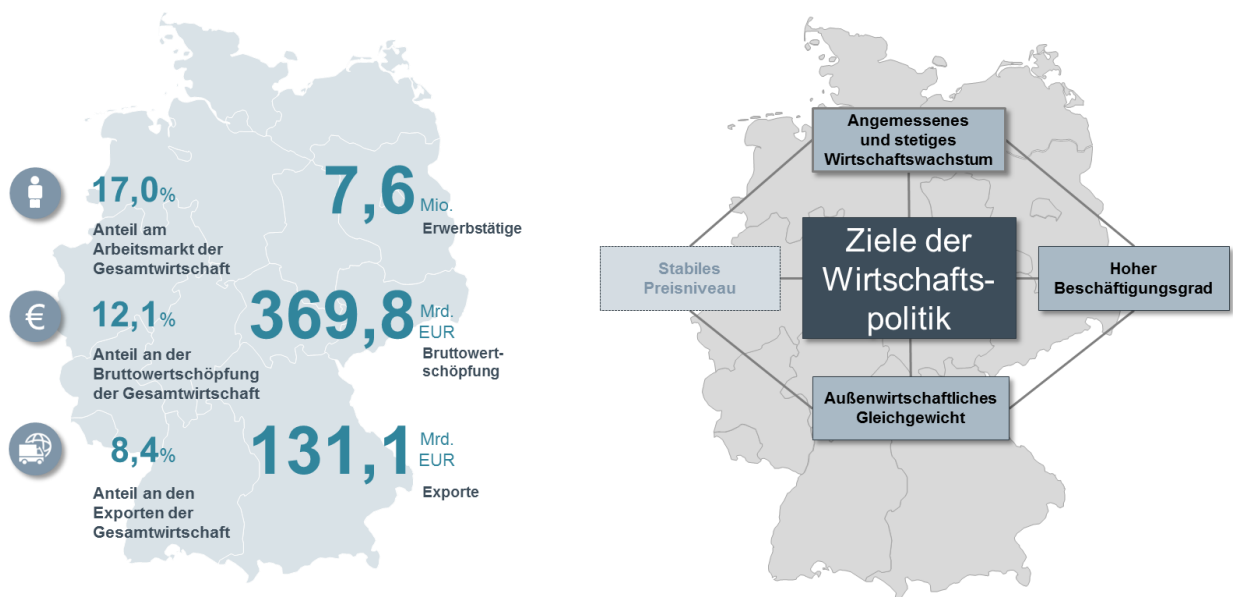 17,0%
Anteil am
Arbeitsmarkt der
Gesamtwirtschaft
7,6 Mio.
Erwerbstätige
€
12,1%
Anteil an der
Bruttowertschöpfung
der Gesamtwirtschaft
369,8 Mrd.
EUR
Bruttowert-
schöpfung
8,4%
Anteil an den
Exporten der
Gesamtwirtschaft
131,1 Mrd.
EUR
Exporte
Angemessenes
und stetiges
Wirtschaftswachstum
Stabiles
Preisniveau
Ziele der
Wirtschafts-
politik
Hoher
Beschäftigungsgrad
Außenwirtschaftliches
Gleichgewicht